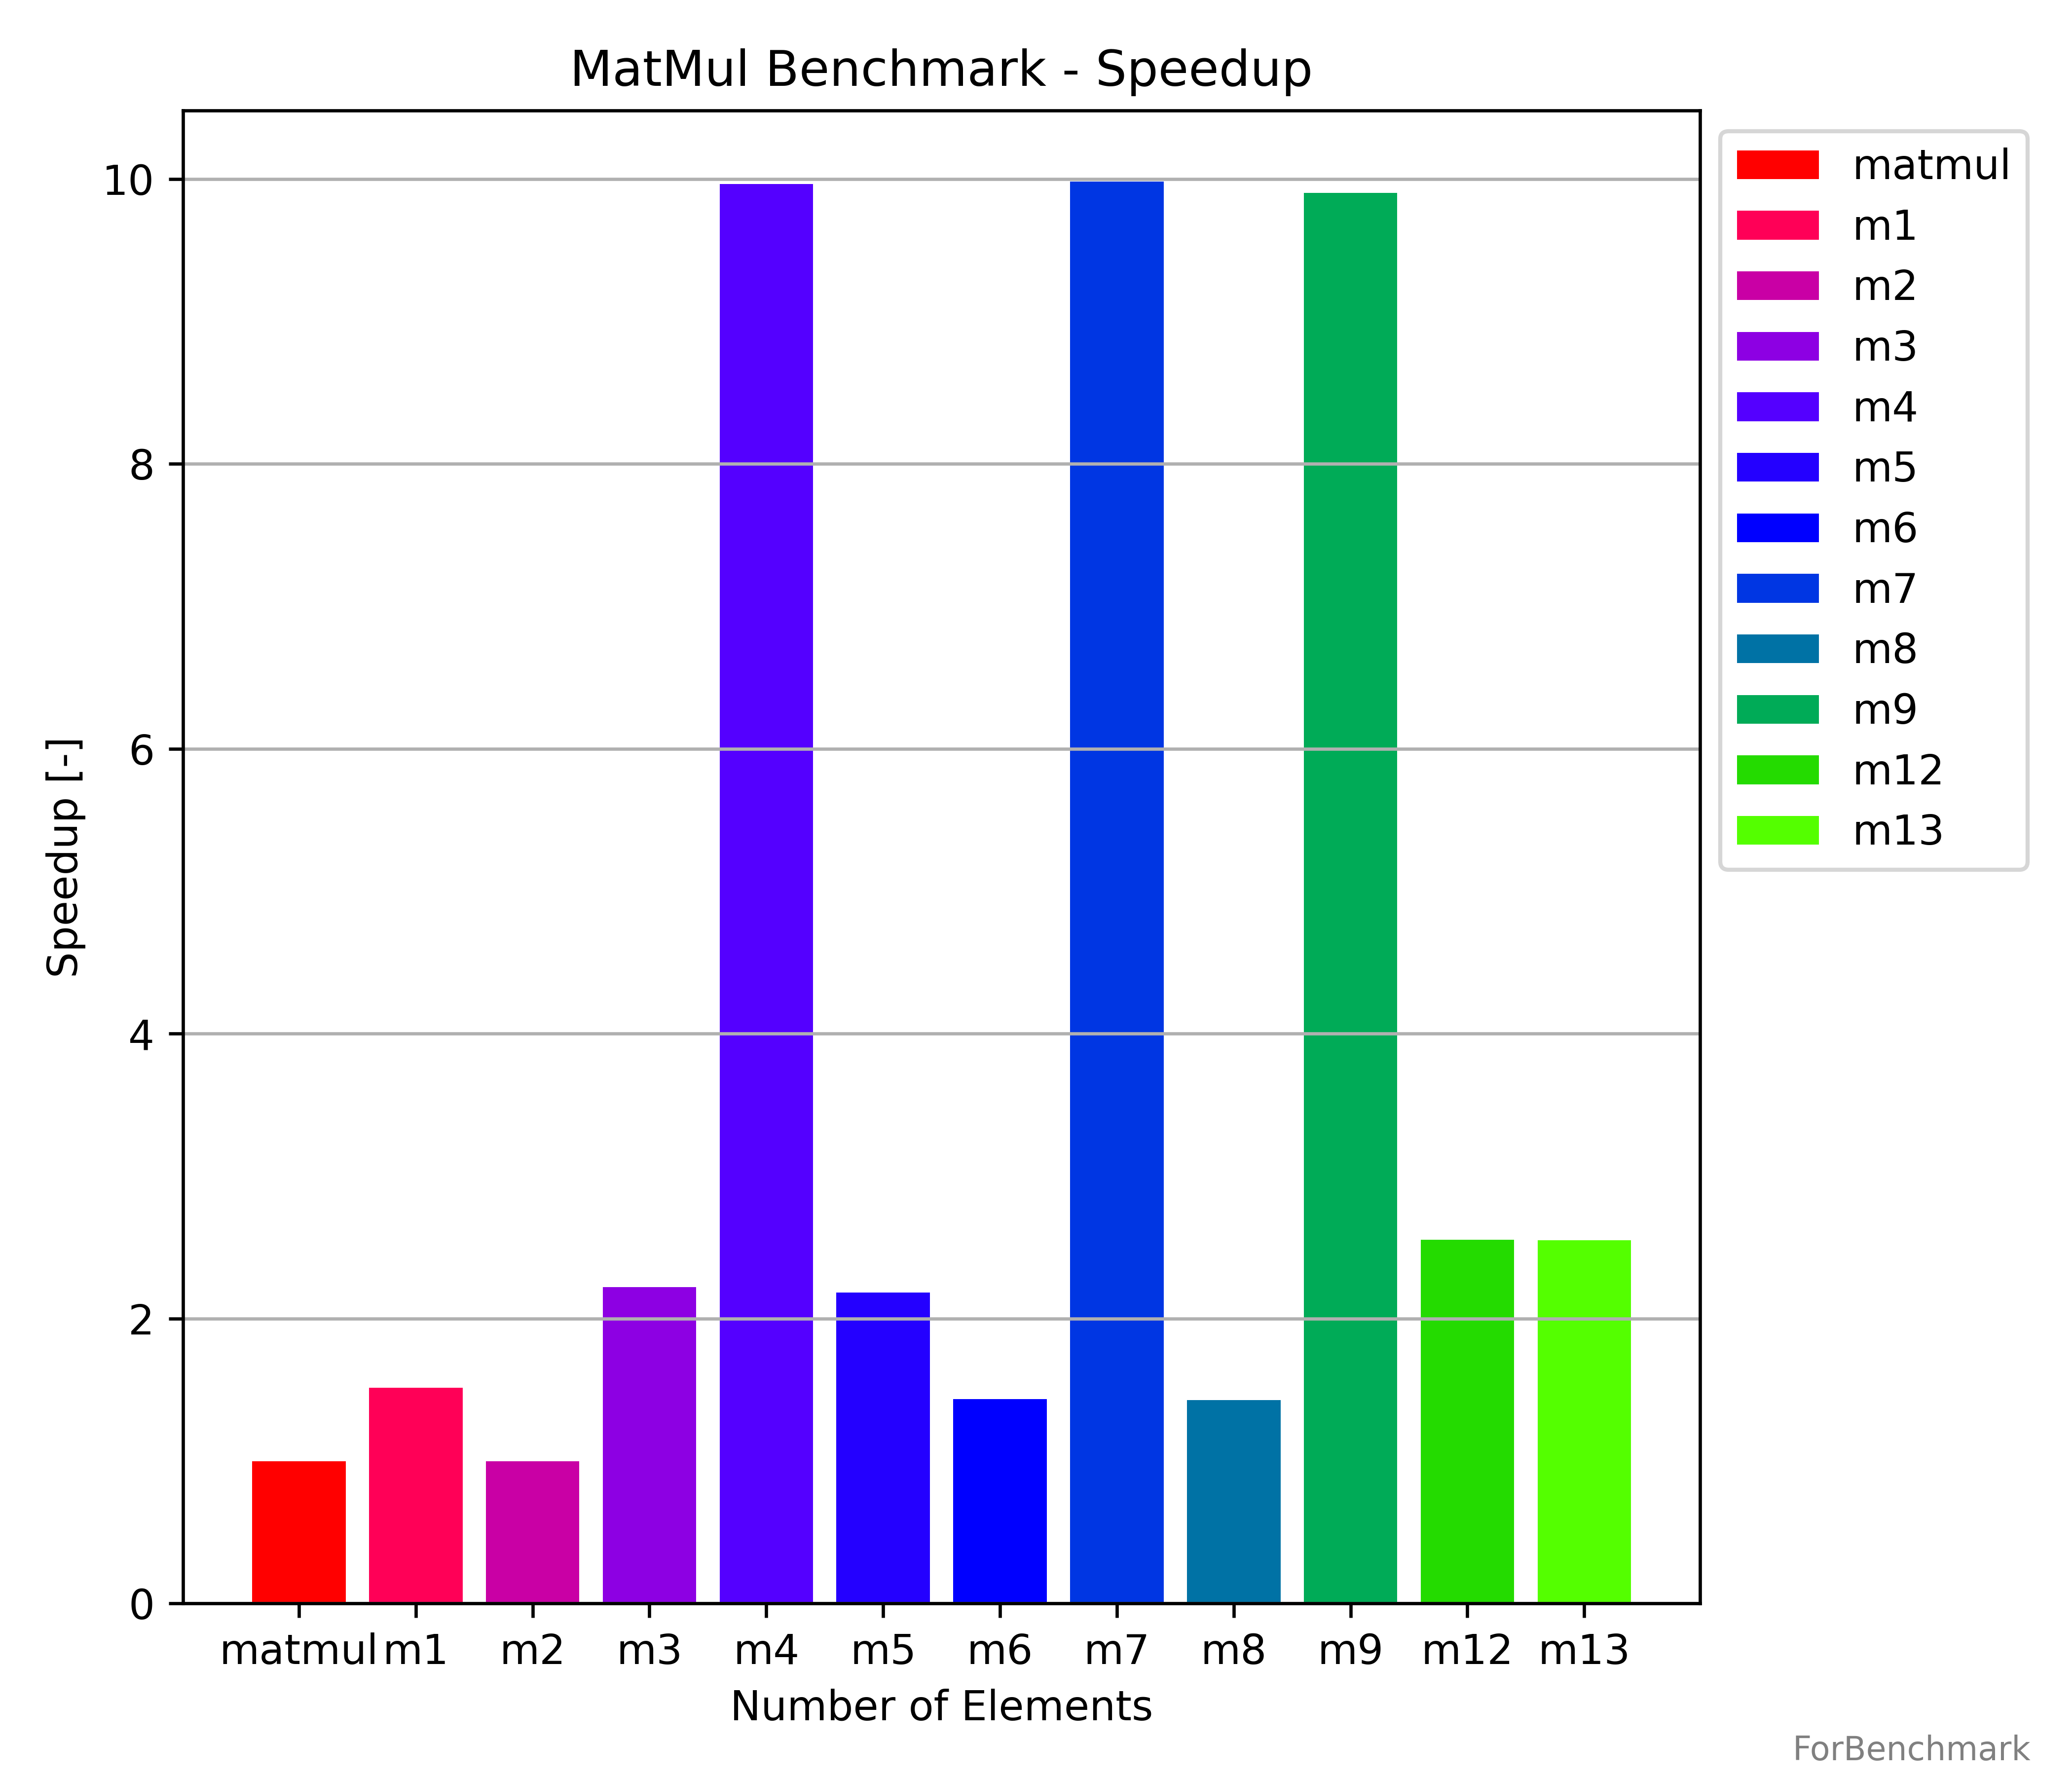 MatMul Benchmark - Speedup
10
8
6
4
2
0
Speedup [-]
matmul m1 m2 m3 m4 m5 m6 m7 m8 m9 m12 m13
Number of Elements
matmul
m1
m2
m3
m4
m5
m6
m7
m8
m9
m12
m13
ForBenchmark